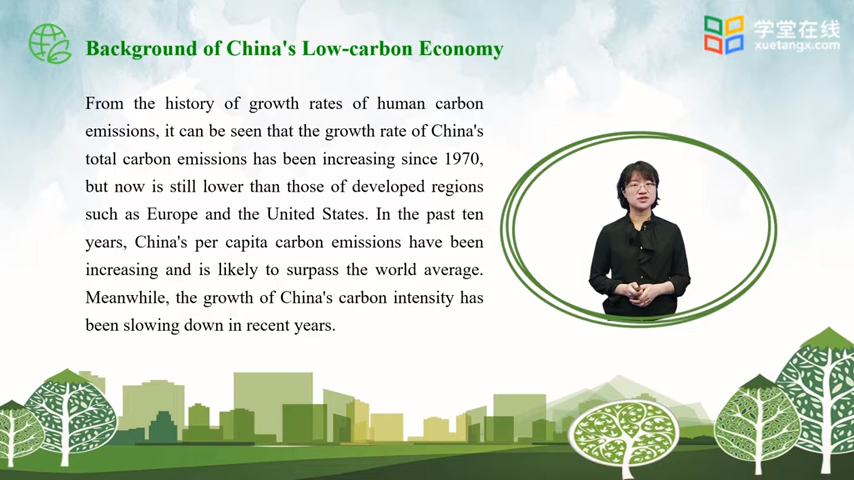 Background of China's Low-carbon Economy
学堂在线
xuetangx.com
From the history of growth rates of human carbon
emissions, it can be seen that the growth rate of China's
total carbon emissions has been increasing since 1970,
but now is still lower than those of developed regions
such as Europe and the United States. In the past ten
years, China's per capita carbon emissions have been
increasing and is likely to surpass the world average.
Meanwhile, the growth of China's carbon intensity has
been slowing down in recent years.